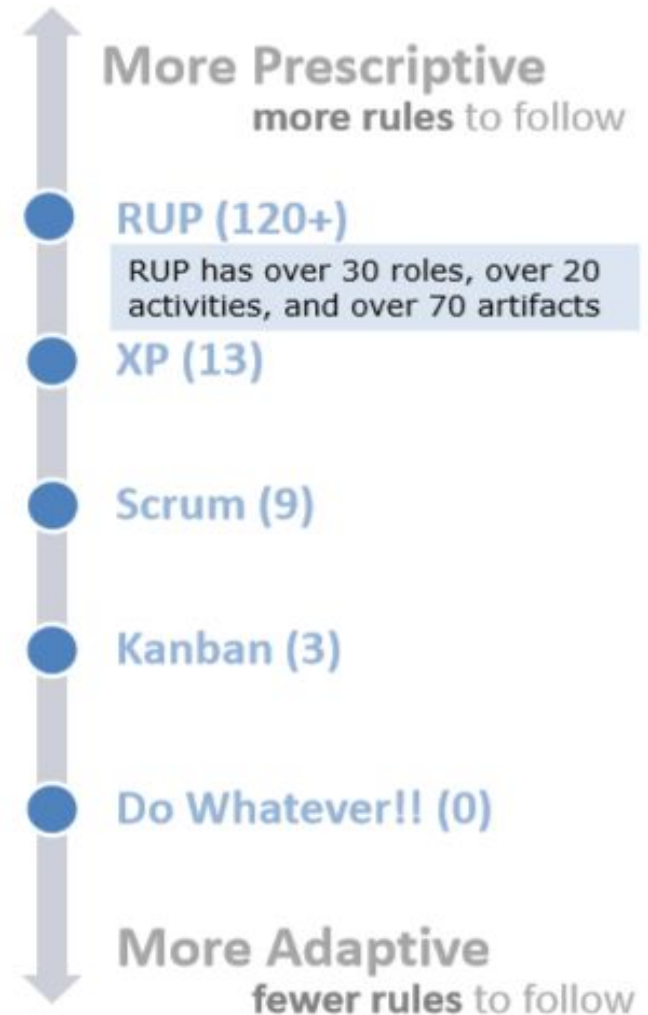 More Prescriptive
more rules to follow
RUP (120+)
RUP has over 30 roles, over 20
activities, and over 70 artifacts
XP (13)
Scrum (9)
Kanban (3)
Do Whatever!! (0)
More Adaptive
fewer rules to follow